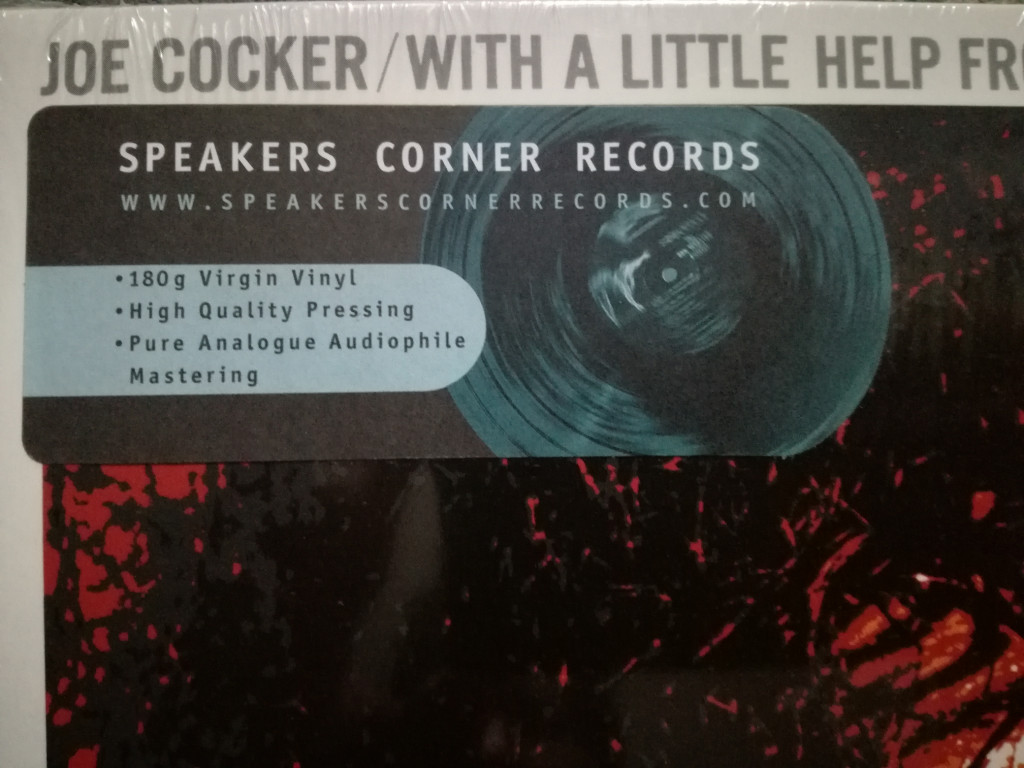 JOE COCKER/WITH A LITTLE HELP
SPEAKERS CORNER RECORDS
WWW.SPEAKERSCORNERRECORDS.COM
•180g Virgin Vinyl
•High Quality Pressing
•Pure Analogue Audiophile
Mastering